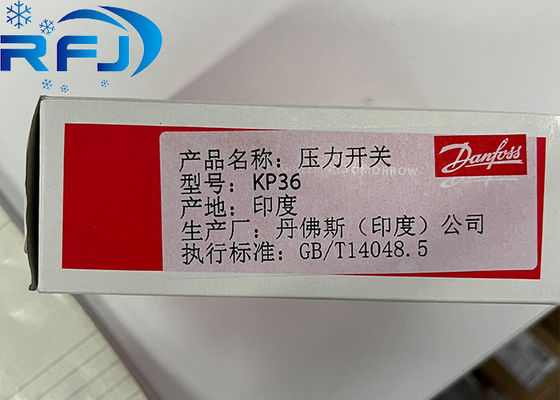 RFJ
产品名称：压力开关
Danfoss
型号：KP36
TOMORROW
产地：印度
生产厂：丹佛斯（印度）公司
执行标准：GB/T14048.5